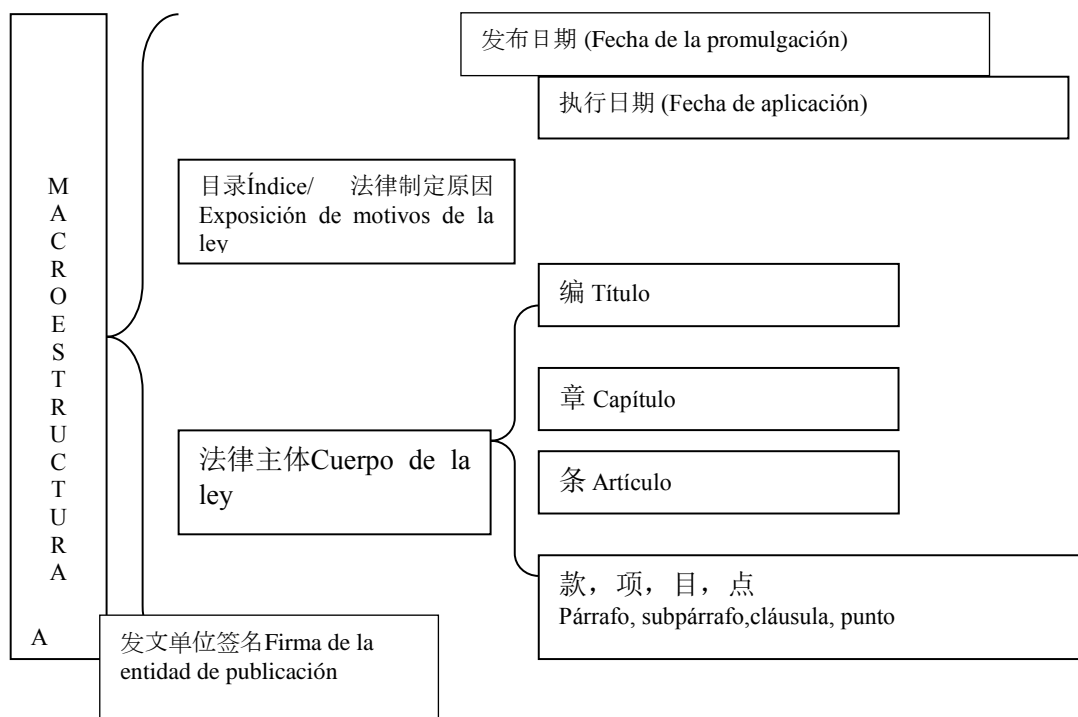 发布日期 (Fecha de la promulgación)
执行日期 (Fecha de aplicación)
M
A
C
R
O
E
S
T
R
U
C
T
U
R
A
A
目录Índice/ 法律制定原因
Exposición de motivos de la
ley
编 Título
章 Capítulo
法律主体Cuerpo de la
ley
条 Artículo
款，项，目，点
Párrafo, subpárrafo,cláusula, punto
发文单位签名Firma de la
entidad de publicación